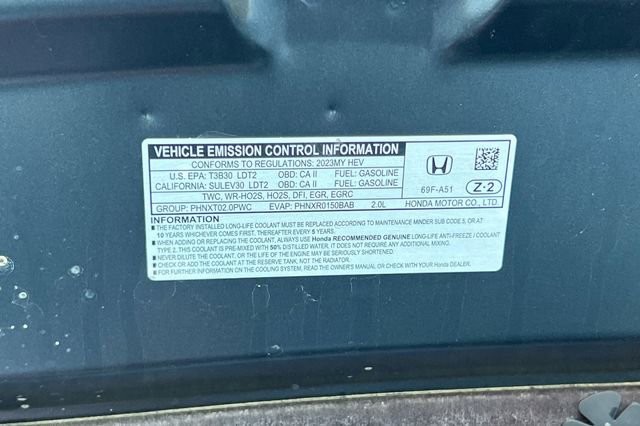 VEHICLE EMISSION CONTROL INFORMATION
CONFORMS TO REGULATIONS: 2023MY HEV
U.S. EPA: T3B30 LDT2 OBD: CA II FUEL: GASOLINE
CALIFORNIA: SULEV30 LDT2 OBD: CA II FUEL: GASOLINE
TWC, WR-HO2S, HO2S, DFI, EGR, EGRC
GROUP: PHNXT02.0PWC EVAP: PHNXR0150BAB 2.0L
69F-A51
Z-2
HONDA MOTOR CO., LTD.
INFORMATION
■ THE FACTORY INSTALLED LONG-LIFE COOLANT MUST BE REPLACED ACCORDING TO MAINTENANCE MINDER SUB CODE 5, OR AT
10 YEARS WHICHEVER COMES FIRST. THEREAFTER EVERY 5 YEARS.
■ WHEN ADDING OR REPLACING THE COOLANT, ALWAYS USE Honda RECOMMENDED GENUINE LONG-LIFE ANTI-FREEZE / COOLANT
TYPE 2. THIS COOLANT IS PRE-MIXED WITH 50% DISTILLED WATER. IT DOES NOT REQUIRE ANY ADDITIONAL MIXING.
■ NEVER DILUTE THE COOLANT, OR THE LIFE OF THE ENGINE MAY BE SERIOUSLY SHORTENED.
■ CHECK OR ADD THE COOLANT AT THE RESERVE TANK, NOT THE RADIATOR.
■ FOR FURTHER INFORMATION ON THE COOLING SYSTEM, READ THE OWNER'S MANUAL OR CHECK WITH YOUR Honda DEALER.